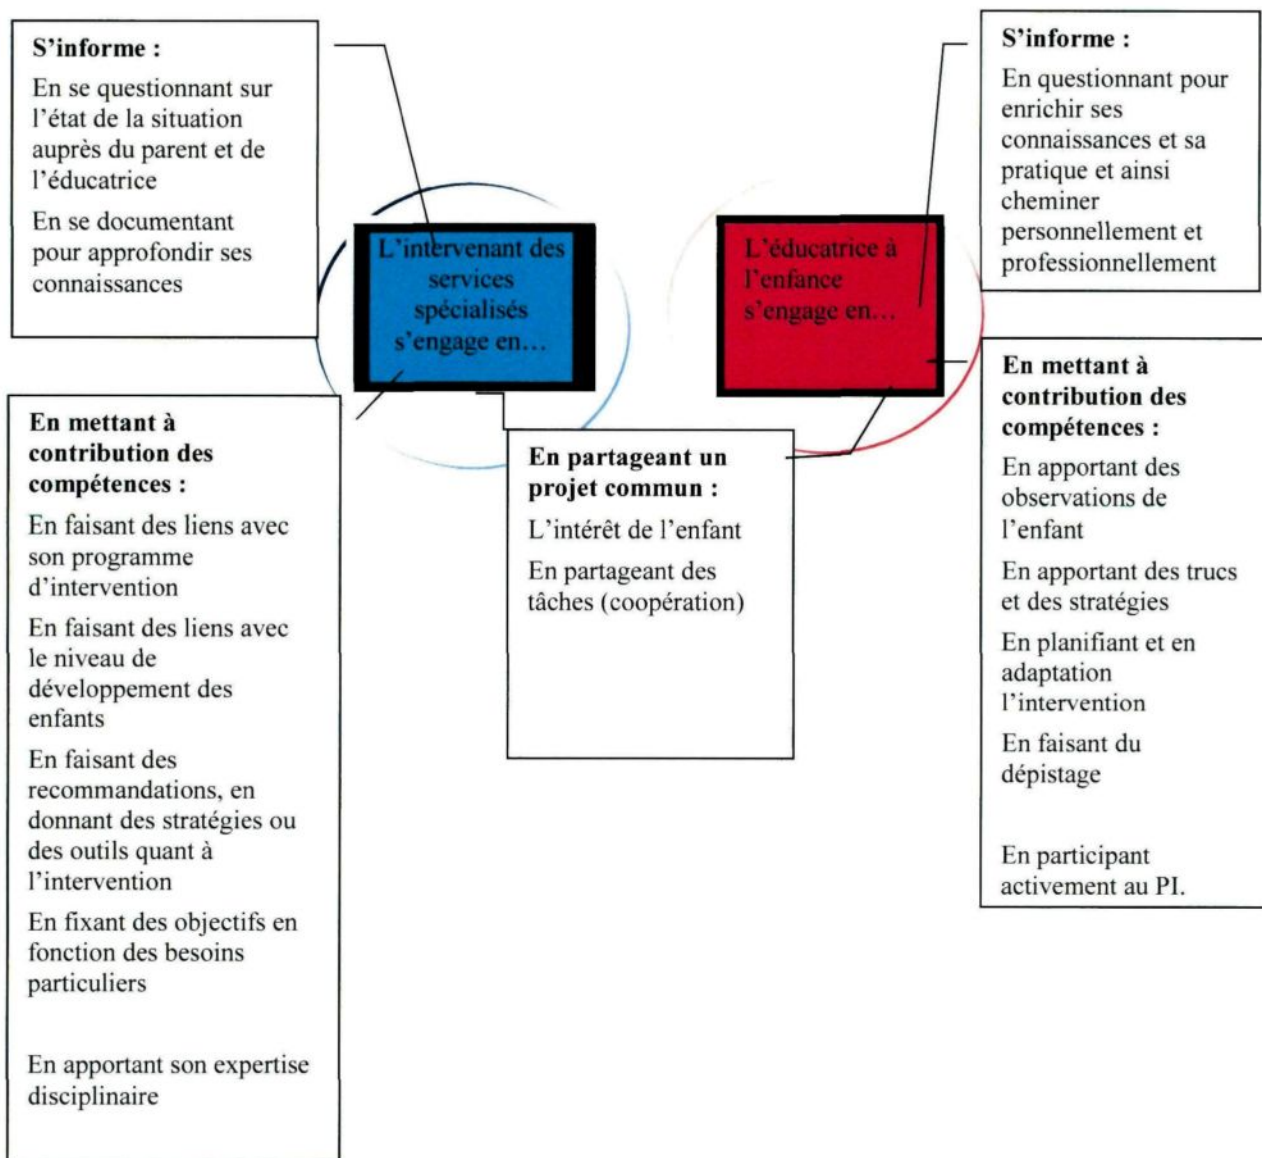 S'informe :
En se questionnant sur
l'état de la situation
auprès du parent et de
l'éducatrice
En se documentant
pour approfondir ses
connaissances
L'intervenant des
services
spécialisés
s'engage en…
L'éducatrice à
l'enfance
s'engage en…
S'informe :
En questionnant pour
enrichir ses
connaissances et sa
pratique et ainsi
cheminer
personnellement et
professionnellement
En mettant à
contribution des
compétences :
En faisant des liens avec
son programme
d'intervention
En faisant des liens avec
le niveau de
développement des
enfants
En faisant des
recommandations, en
donnant des stratégies ou
des outils quant à
l'intervention
En fixant des objectifs en
fonction des besoins
particuliers
En apportant son expertise
disciplinaire
En partageant un
projet commun :
L'intérêt de l'enfant
En partageant des
tâches (coopération)
En mettant à
contribution des
compétences :
En apportant des
observations de
l'enfant
En apportant des trucs
et des stratégies
En planifiant et en
adaptation
l'intervention
En faisant du
dépistage
En participant
activement au PI.